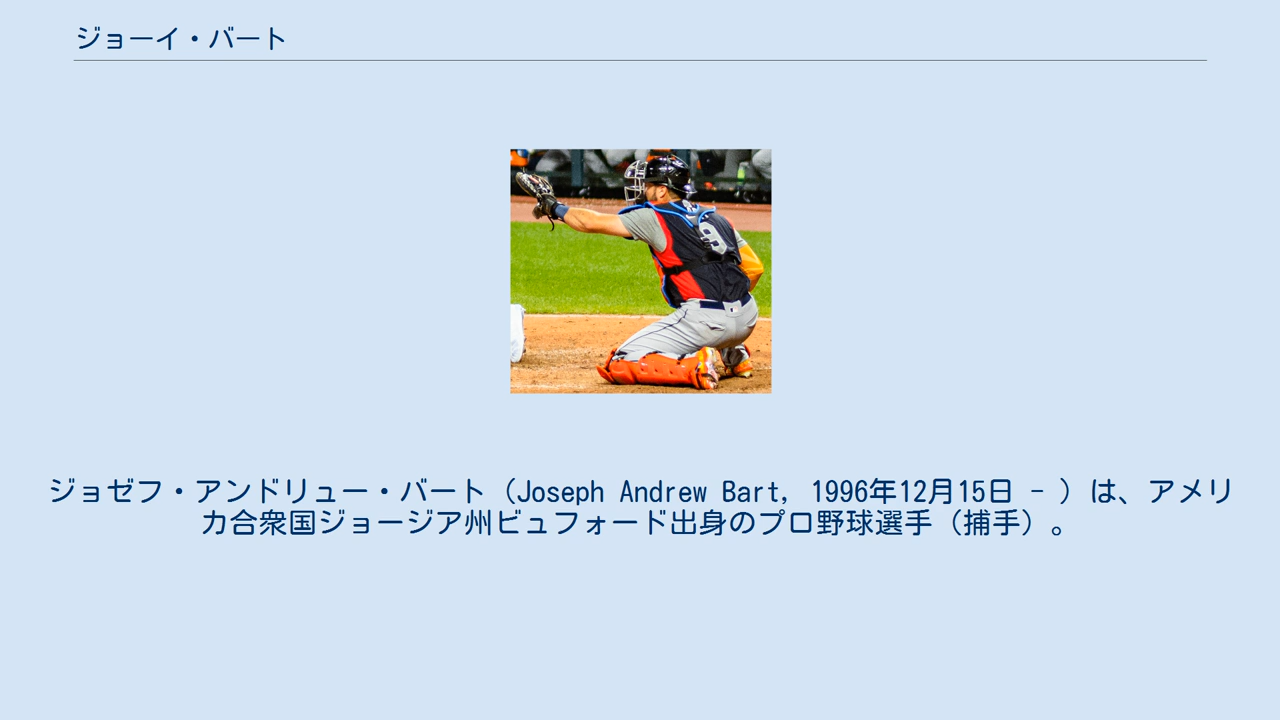 ジョーイ・バート
3
ジョゼフ・アンドリュー・バート（Joseph Andrew Bart, 1996年12月15日 - ）は、アメリ
カ合衆国ジョージア州ビュフォード出身のプロ野球選手（捕手）。